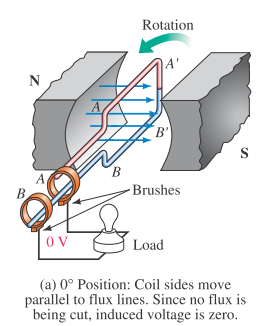 Rotation
A'
N
A
B'
S
B
A
Brushes
B
0 V
Load
(a) 0° Position: Coil sides move
parallel to flux lines. Since no flux is
being cut, induced voltage is zero.